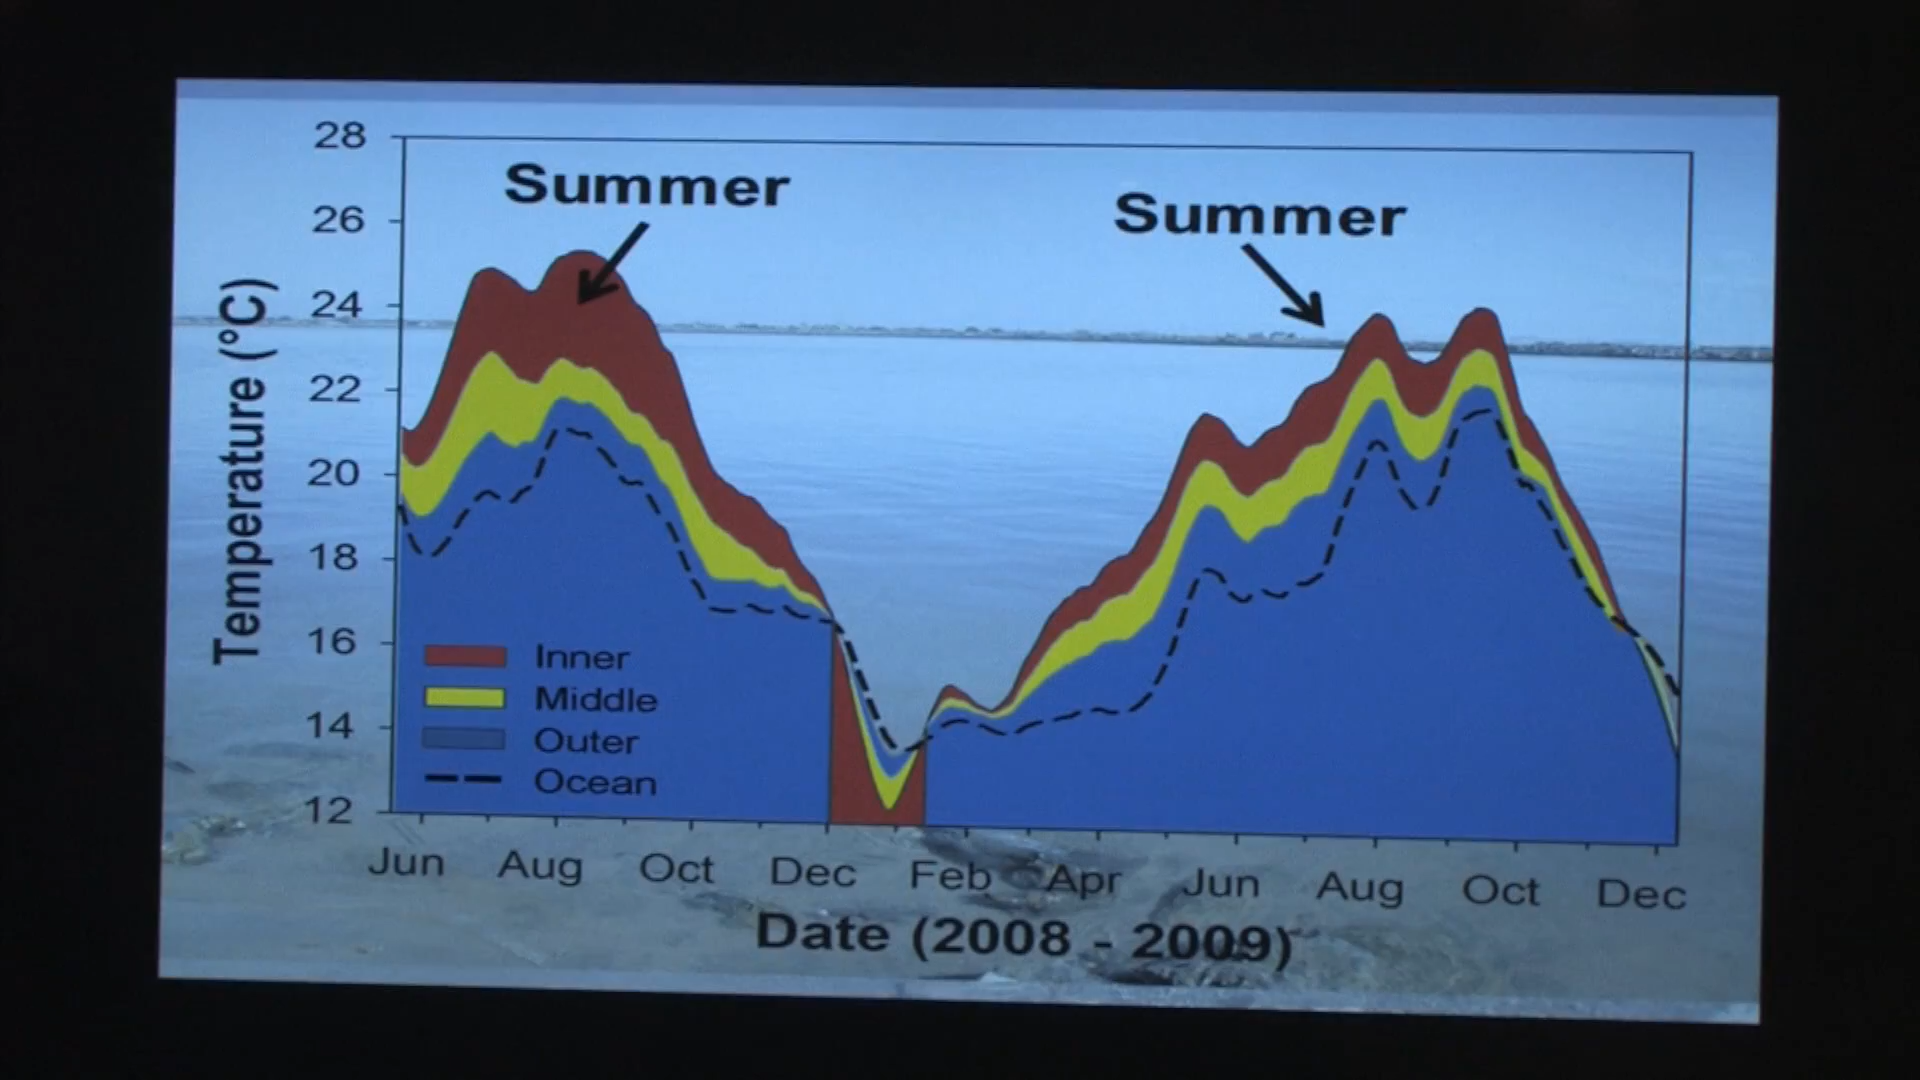 28
26
24
22
20
18
16
14
12
Temperature (°C)
Summer
Summer
Inner
Middle
Outer
Ocean
Jun Aug Oct Dec Feb Apr Jun Aug Oct Dec
Date (2008 - 2009)